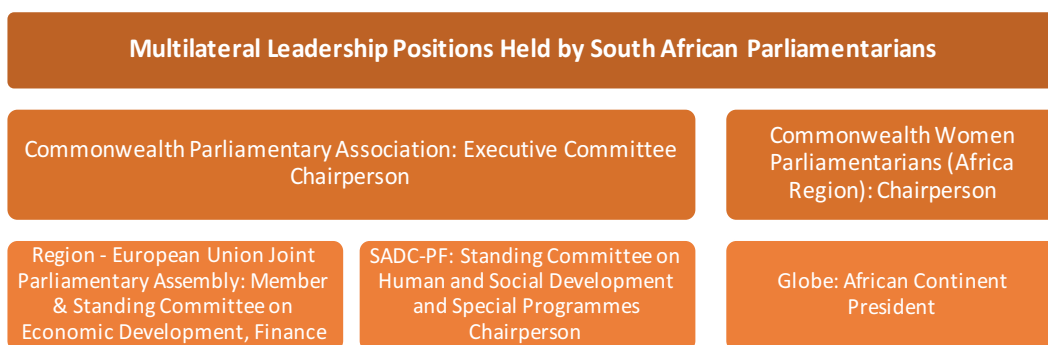 Multilateral Leadership Positions Held by South African Parliamentarians
Commonwealth Parliamentary Association: Executive Committee
Chairperson
Commonwealth Women
Parliamentarians (Africa
Region): Chairperson
Region - European Union Joint
Parliamentary Assembly: Member
& Standing Committee on
Economic Development, Finance
SADC-PF: Standing Committee on
Human and Social Development
and Special Programmes
Chairperson
Globe: African Continent
President